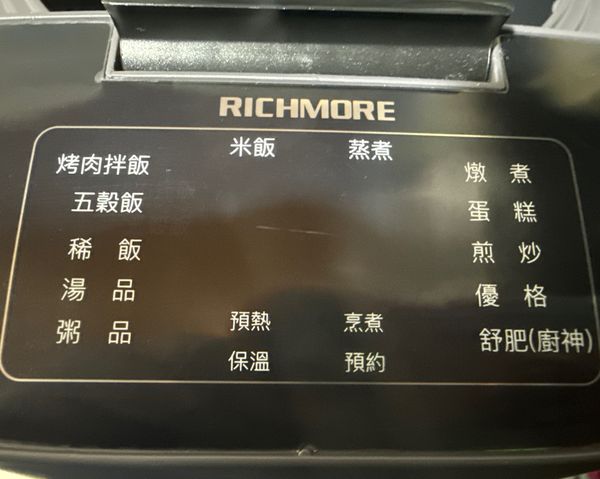 RICHMORE
米飯 蒸煮
烤肉拌飯
五穀飯
稀飯
湯品
粥品
燉煮
蛋糕
煎炒
優格
舒肥(廚神)
預熱 烹煮
保溫 預約